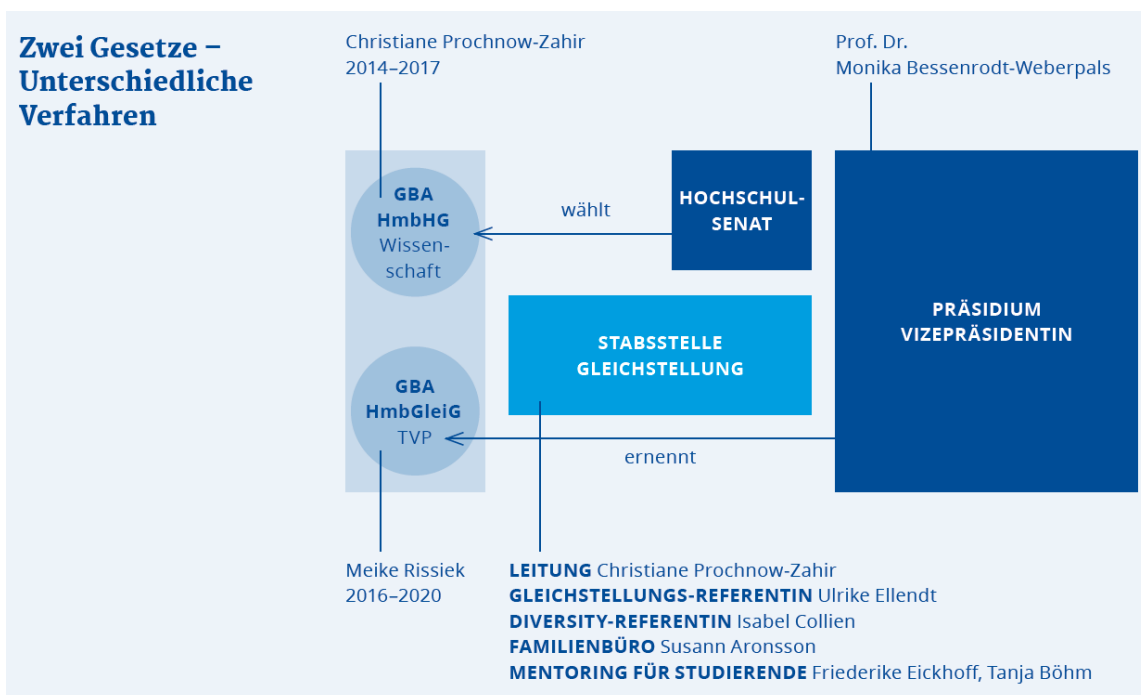 Zwei Gesetze –
Unterschiedliche
Verfahren
Christiane Prochnow-Zahir
2014–2017
Prof. Dr.
Monika Bessenrodt-Weberpals
GBA
HmbHG
Wissen-
schaft
wählt
HOCHSCHUL-
SENAT
PRÄSIDIUM
VIZEPRÄSIDENTIN
STABSSTELLE
GLEICHSTELLUNG
GBA
HmbGleiG
TVP
ernennt
Meike Rissiek
2016–2020
LEITUNG Christiane Prochnow-Zahir
GLEICHSTELLUNGS-REFERENTIN Ulrike Ellendt
DIVERSITY-REFERENTIN Isabel Collien
FAMILIENBÜRO Susann Aronsson
MENTORING FÜR STUDIERENDE Friederike Eickhoff, Tanja Böhm